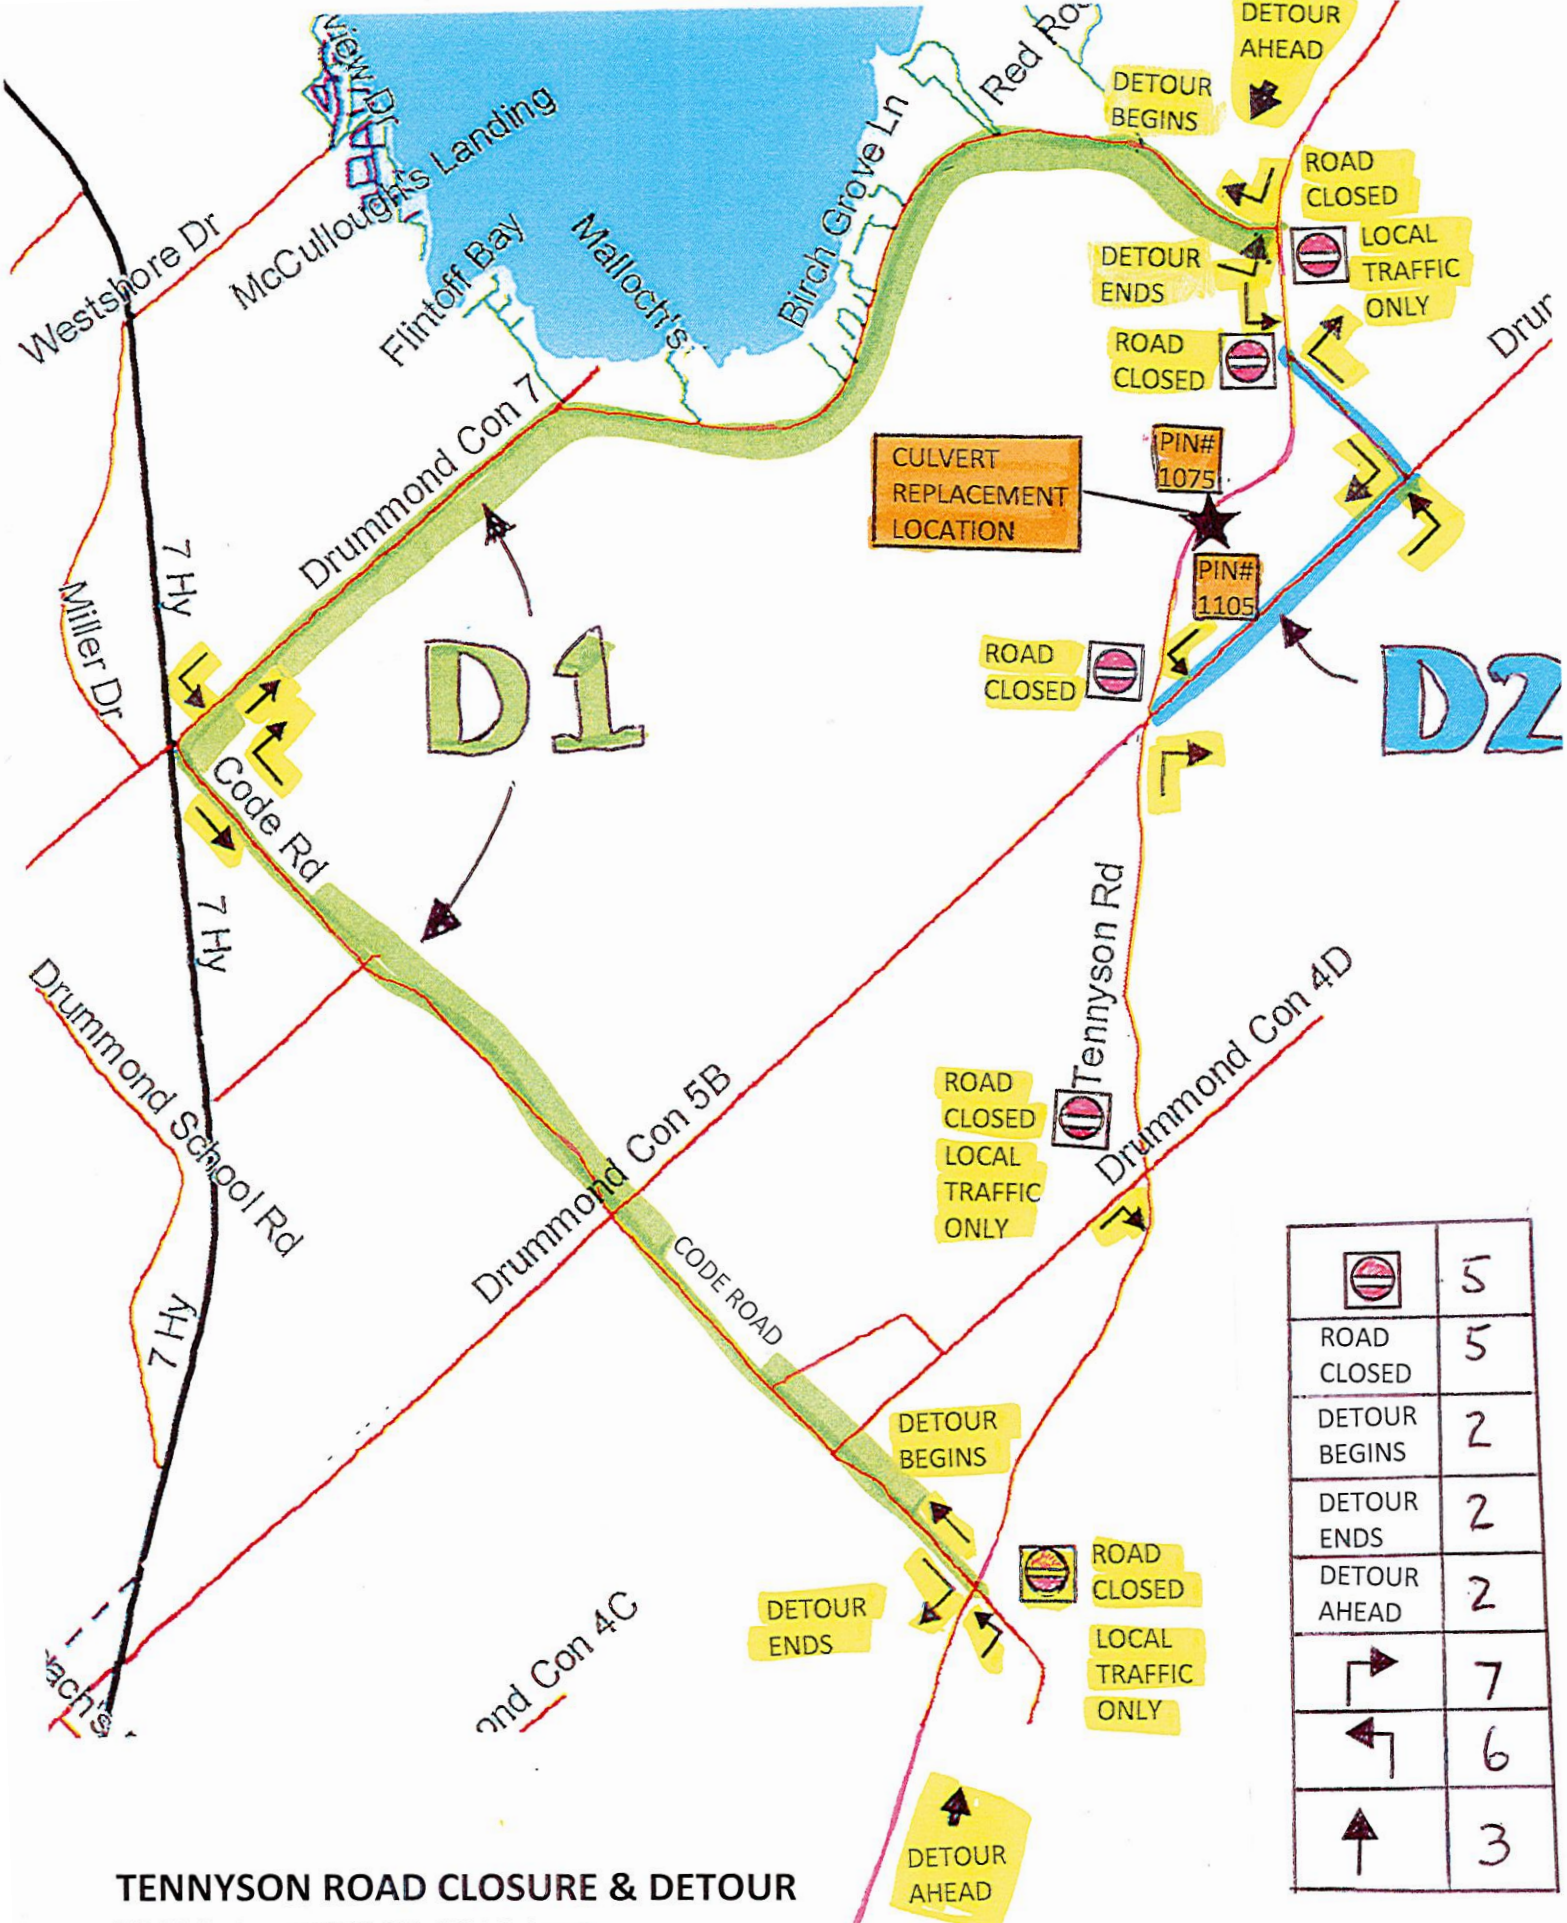 DETOUR
AHEAD
DETOUR
BEGINS
ROAD
CLOSED
LOCAL
TRAFFIC
ONLY
DETOUR
ENDS
ROAD
CLOSED
Westshore Dr
McCullough's Landing
Flintoff Bay
Malloch's
Birch Grove Ln
Red
Drummond Con 7
CULVERT
REPLACEMENT
LOCATION
PIN#
1075
PIN#
1105
7 Hy
Miller Dr
D1
D2
ROAD
CLOSED
Code Rd
7 Hy
Tennyson Rd
Drummond School Rd
Drummond Con 5B
Drummond Con 4D
ROAD
CLOSED
LOCAL
TRAFFIC
ONLY
7 Hy
CODE ROAD
DETOUR
BEGINS
DETOUR
ENDS
ROAD
CLOSED
LOCAL
TRAFFIC
ONLY
Con 4C
DETOUR
AHEAD
5
ROAD
CLOSED 5
DETOUR
BEGINS 2
DETOUR
ENDS 2
DETOUR
AHEAD 2
7
6
3
TENNYSON ROAD CLOSURE & DETOUR